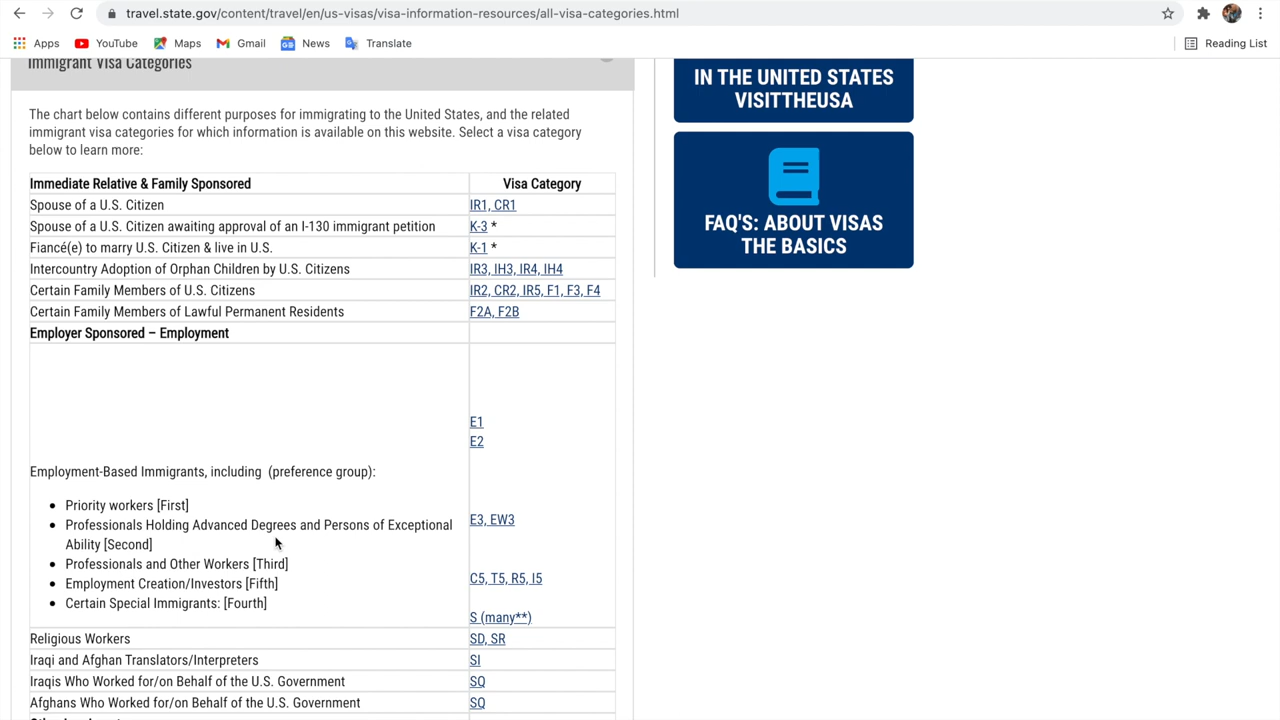 travel.state.gov/content/travel/en/us-visas/visa-information-resources/all-visa-categories.html
Apps YouTube Maps Gmail News Translate Reading List
Immigrant Visa Categories
The chart below contains different purposes for immigrating to the United States, and the related
immigrant visa categories for which information is available on this website. Select a visa category
below to learn more:
Immediate Relative & Family Sponsored Visa Category
Spouse of a U.S. Citizen IR1, CR1
Spouse of a U.S. Citizen awaiting approval of an I-130 immigrant petition K-3 *
Fiancé(e) to marry U.S. Citizen & live in U.S. K-1 *
Intercountry Adoption of Orphan Children by U.S. Citizens IR3, IH3, IR4, IH4
Certain Family Members of U.S. Citizens IR2, CR2, IR5, F1, F3, F4
Certain Family Members of Lawful Permanent Residents F2A, F2B
Employer Sponsored – Employment
Employment-Based Immigrants, including (preference group):
Priority workers [First]
Professionals Holding Advanced Degrees and Persons of Exceptional
Ability [Second]
Professionals and Other Workers [Third]
Employment Creation/Investors [Fifth]
Certain Special Immigrants: [Fourth]
E1
E2
E3, EW3
C5, T5, R5, I5
S (many**)
Religious Workers SD, SR
Iraqi and Afghan Translators/Interpreters SI
Iraqis Who Worked for/on Behalf of the U.S. Government SQ
Afghans Who Worked for/on Behalf of the U.S. Government SQ
IN THE UNITED STATES
VISITTHEUSA
FAQ'S: ABOUT VISAS
THE BASICS